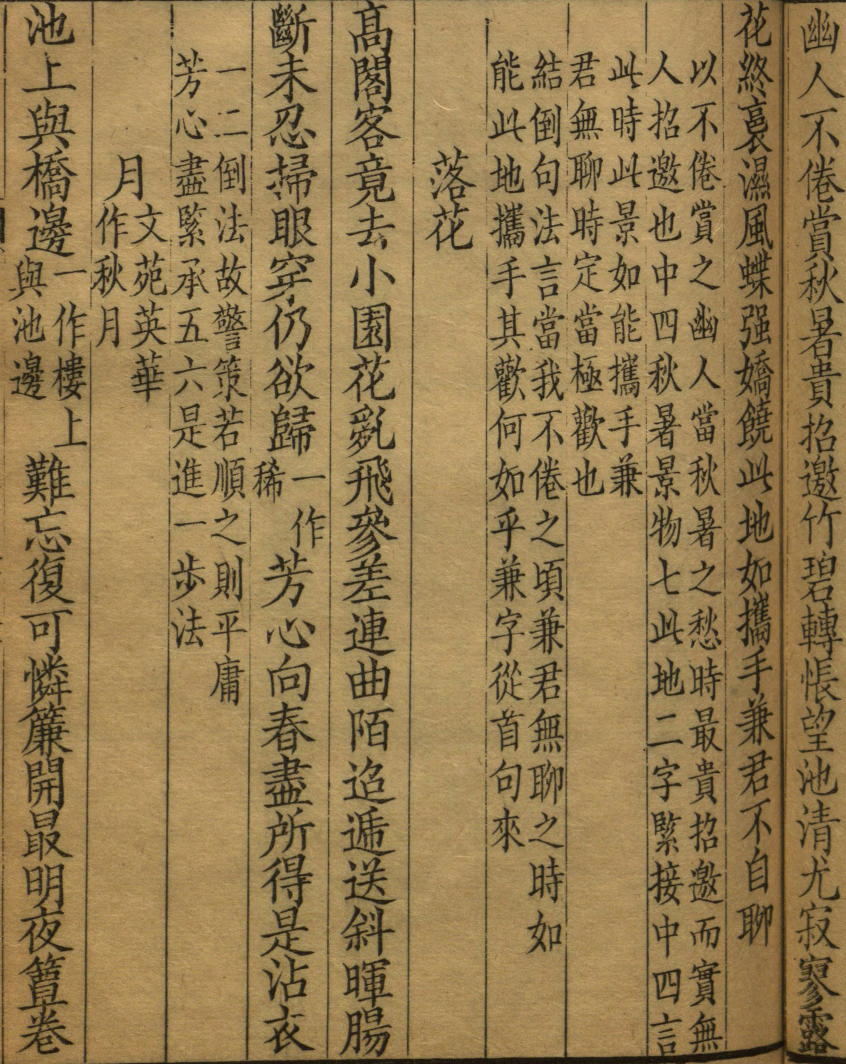 幽人不倦賞秋暑貴招邀竹碧轉悵望池清尤寂寥露
花終裛濕風蝶强嬌饒此地如攜手兼君不自聊
以不倦賞之幽人當秋暑之愁時最貴招邀而實無
人招邀也中四秋暑景物七此地二字緊接中四言
此時此景如能攜手兼
君無聊時定當極歡也
結倒句法言當我不倦之頃兼君無聊之時如
能此地攜手其歡何如乎兼字從首句來
落花
高閣客竟去小園花亂飛參差連曲陌迢遞送斜暉腸
斷未忍掃眼穿仍欲歸一作稀芳心向春盡所得是沾衣
一二倒法故警策若順之則平庸
芳心盡緊承五六是進一步法
月文苑英華作秋月
池上與橋邊一作樓上與池邊難忘復可憐簾開最明夜簟卷